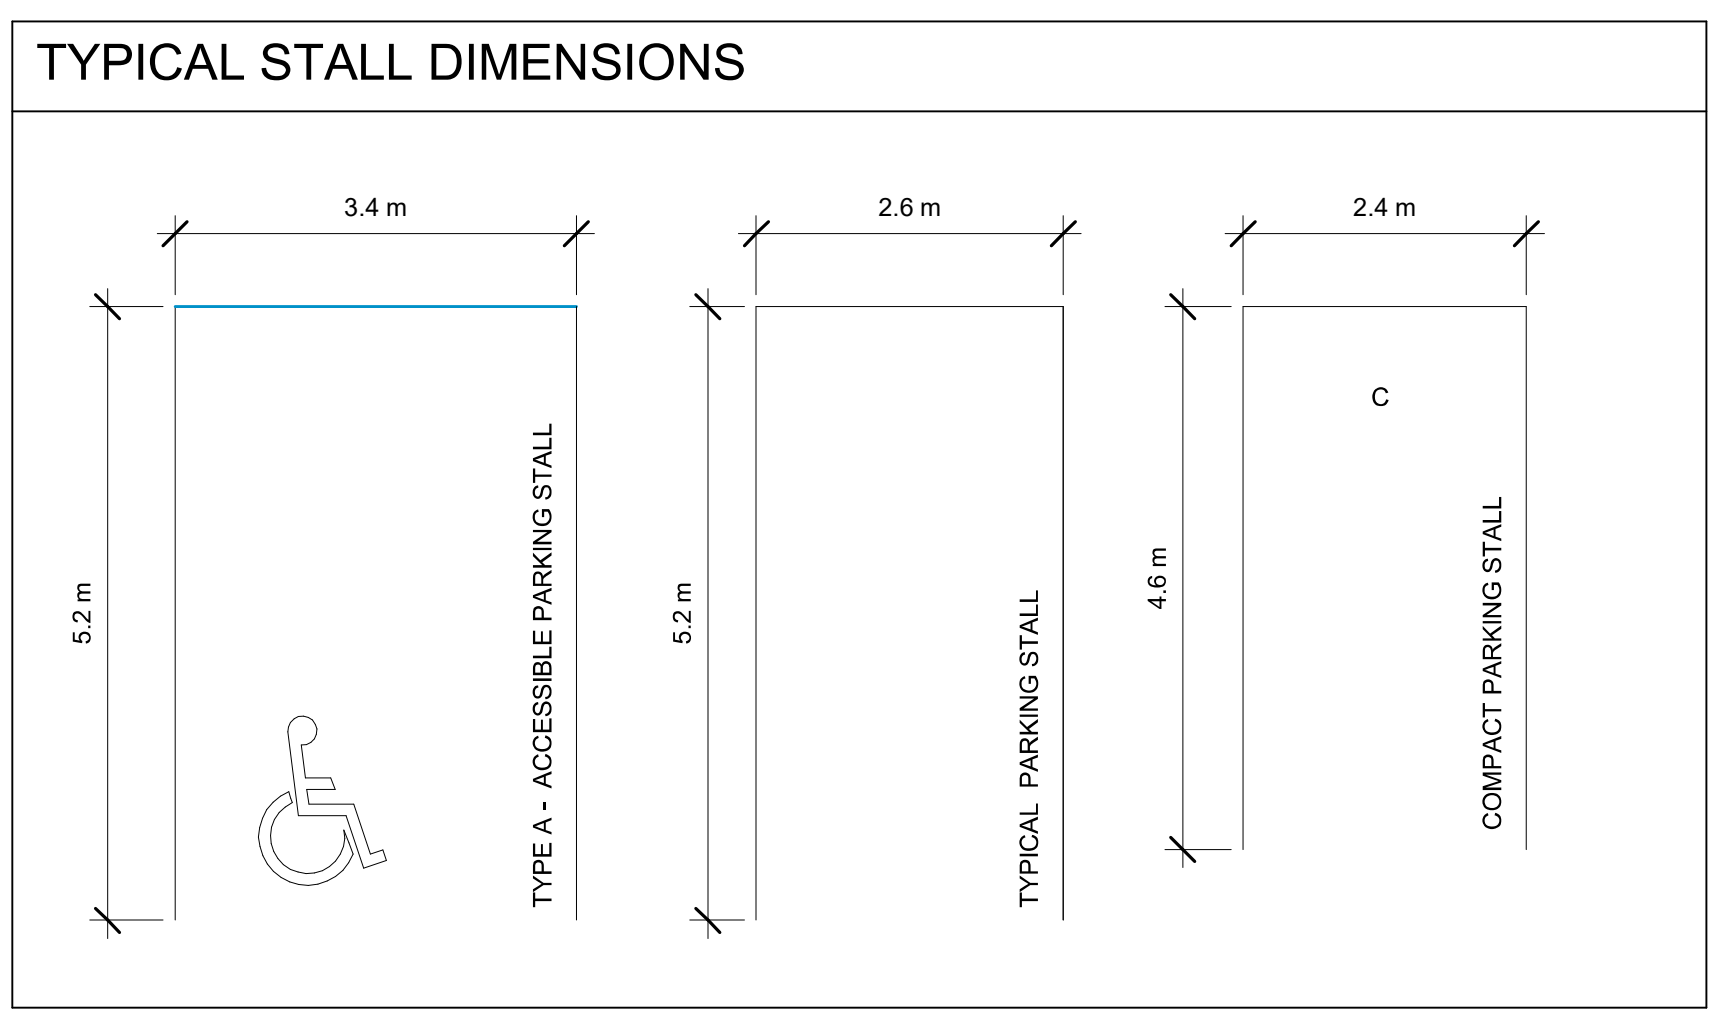 TYPICAL STALL DIMENSIONS
3.4 m
2.6 m
2.4 m
5.2 m
TYPE A - ACCESSIBLE PARKING STALL
5.2 m
TYPICAL PARKING STALL
4.6 m
C
COMPACT PARKING STALL